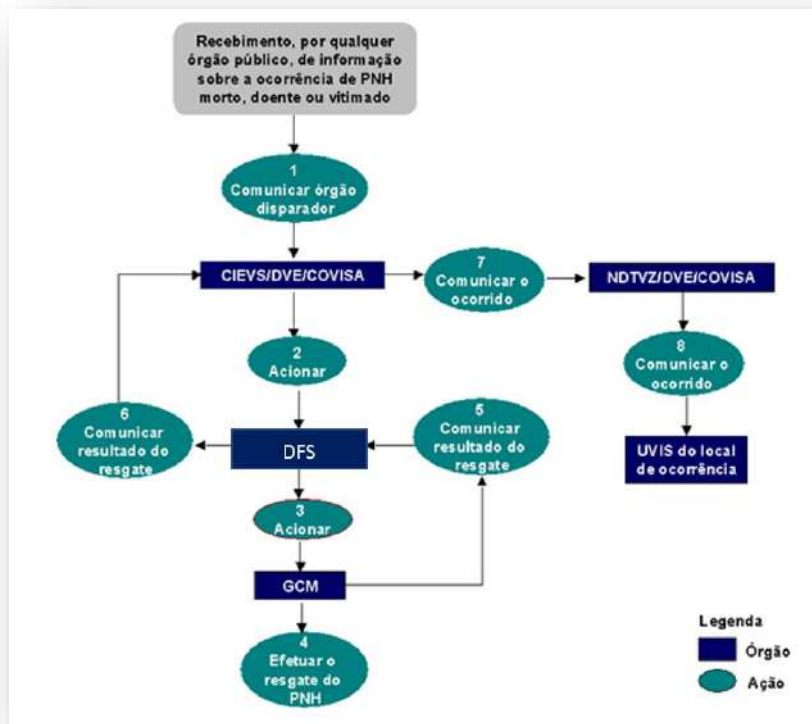 Recebimento, por qualquer
órgão público, de informação
sobre a ocorrência de PNH
morto, doente ou vitimado
1
Comunicar órgão
disparador
CIEVS/DVE/COVISA
7
Comunicar o
ocorrido
NDTVZ/DVE/COVISA
2
Acionar
8
Comunicar o
ocorrido
6
Comunicar
resultado do
resgate
DFS
5
Comunicar
resultado do
resgate
UVIS do local
de ocorrência
3
Acionar
GCM
4
Efetuar o
resgate do
PNH
Legenda
Órgão
Ação